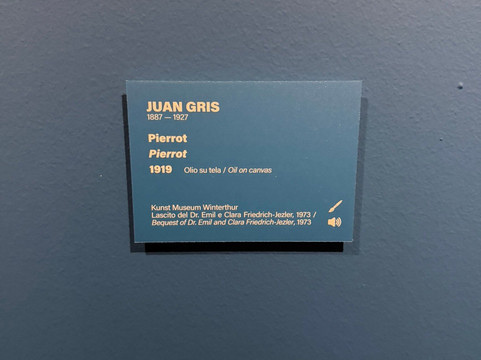 JUAN GRIS
1887 — 1927
Pierrot
Pierrot
1919 Olio su tela / Oil on canvas
Kunst Museum Winterthur
Lascito del Dr. Emil e Clara Friedrich-Jezler, 1973 /
Bequest of Dr. Emil and Clara Friedrich-Jezler, 1973